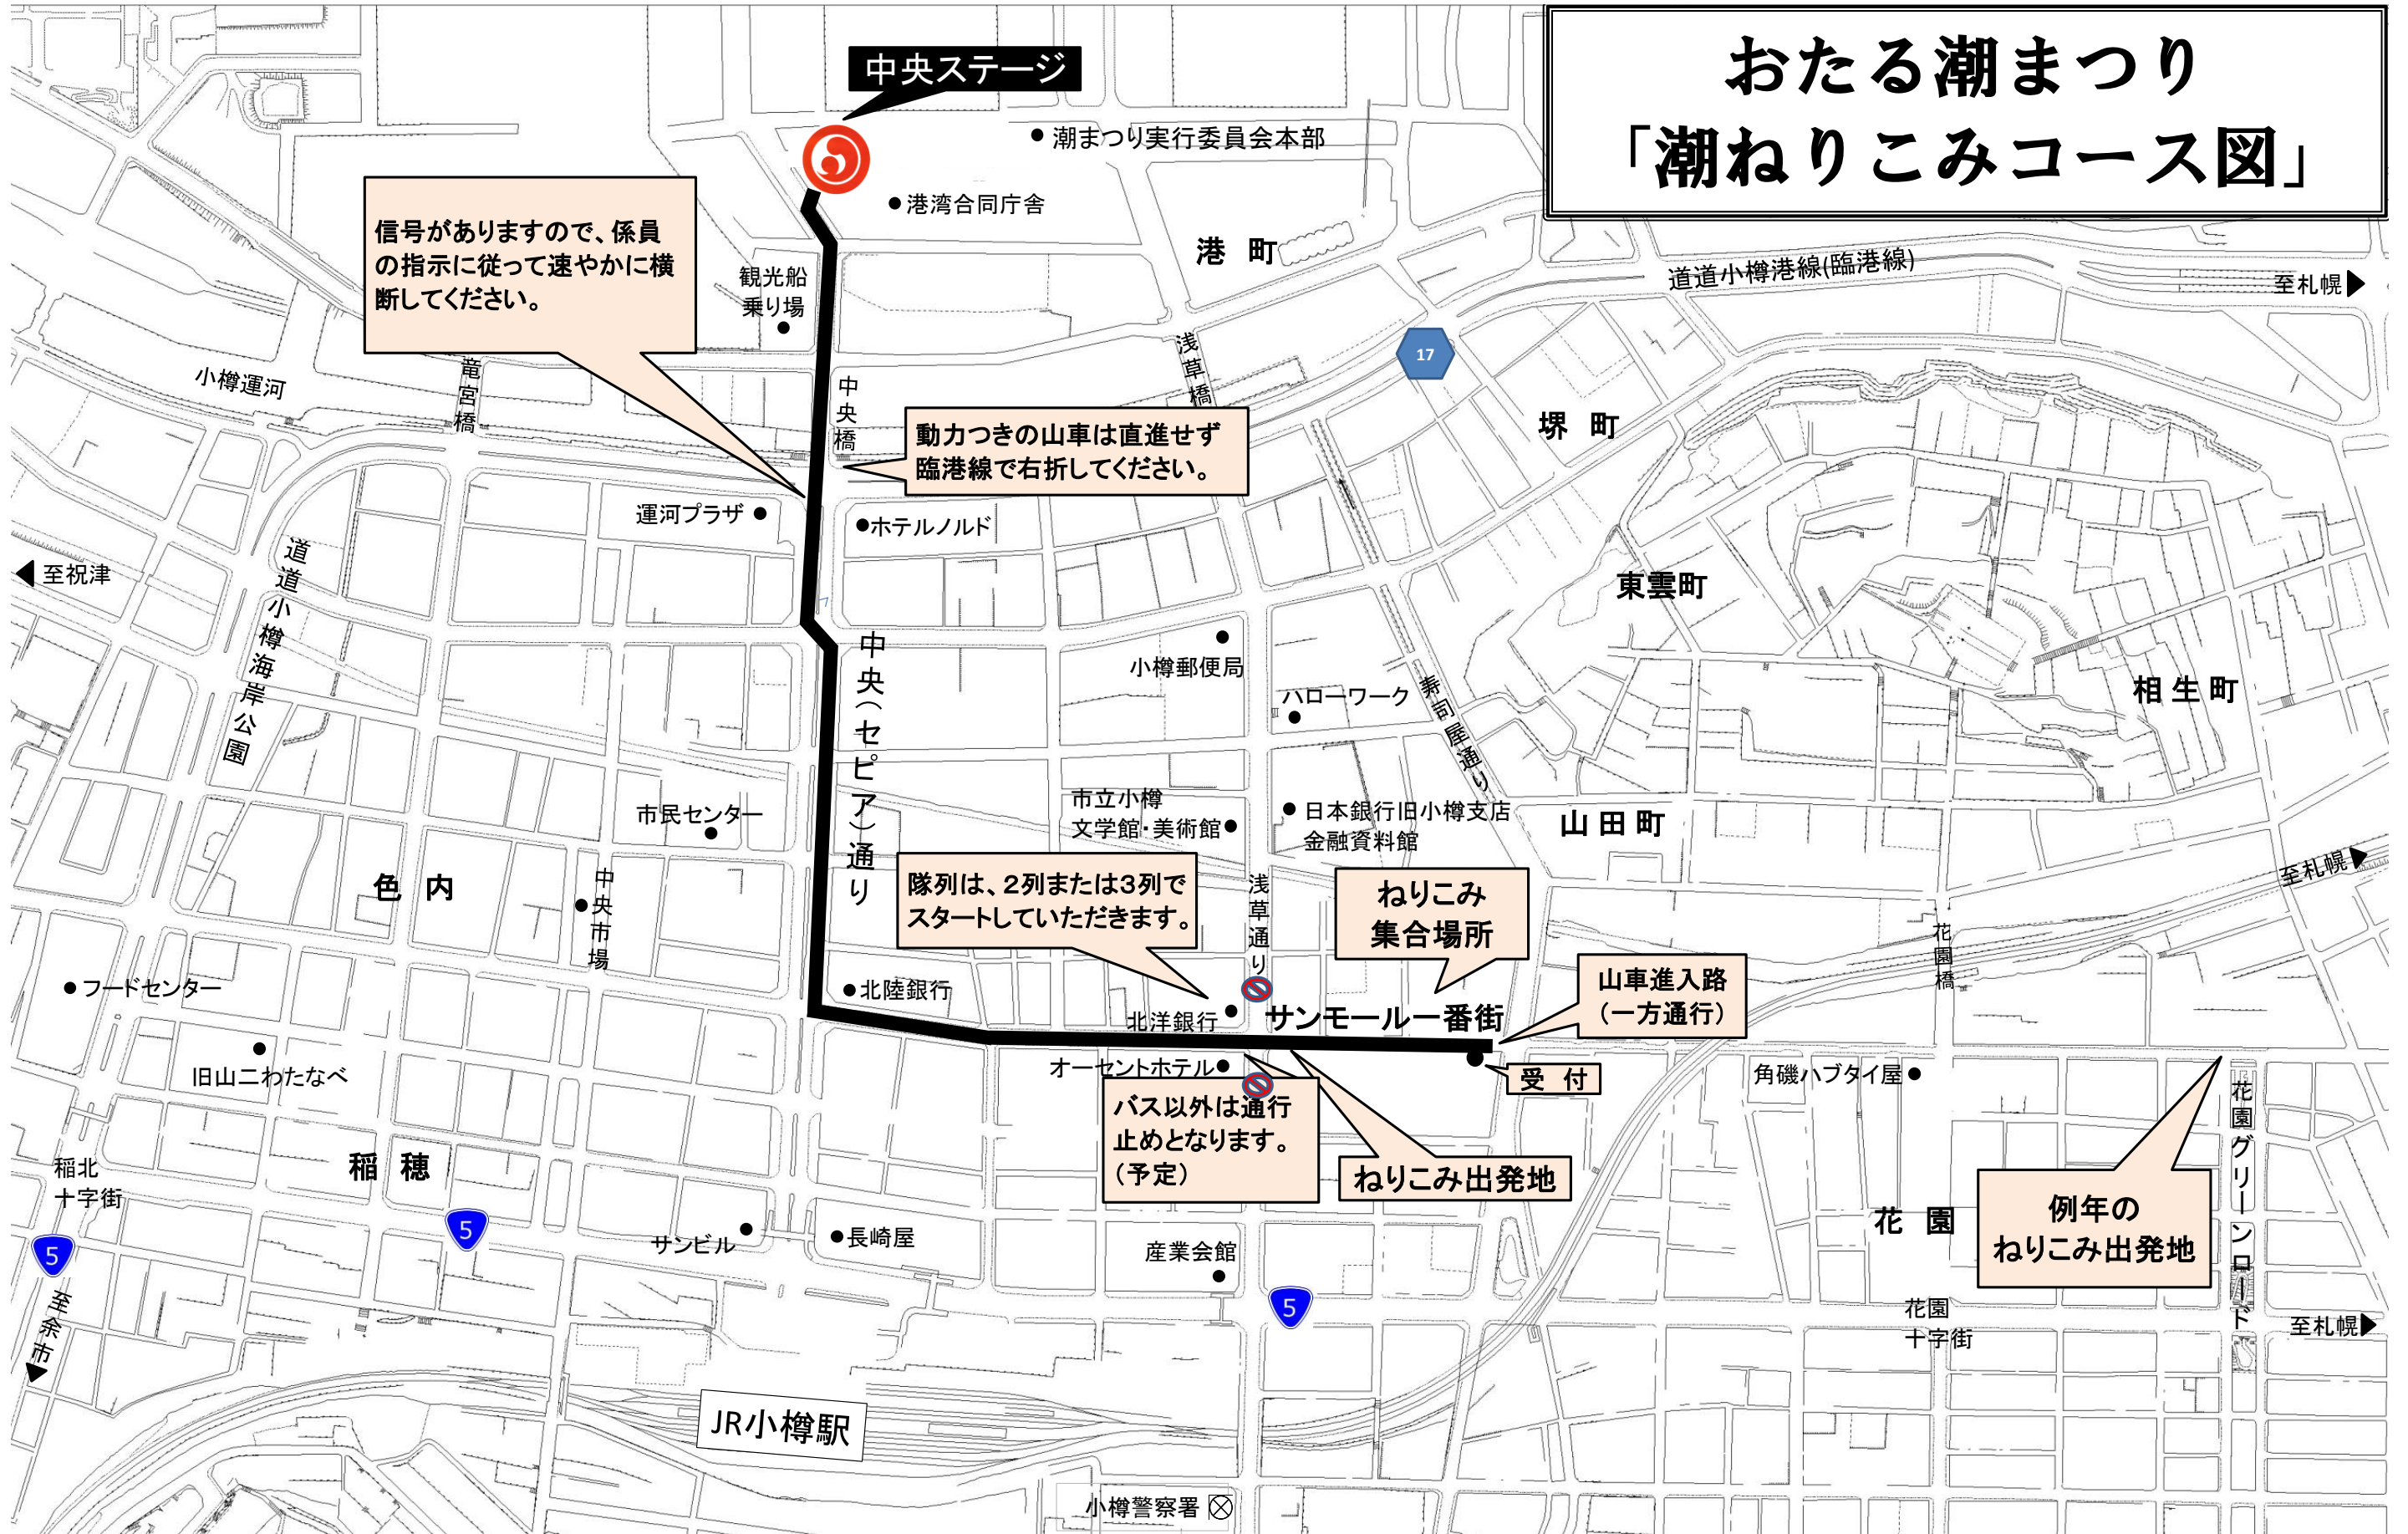 おたる潮まつり
「潮ねりこみコース図」
中央ステージ
潮まつり実行委員会本部
港湾合同庁舎
信号がありますので、係員
の指示に従って速やかに横
断してください。
観光船
乗り場
港町
道道小樽港線(臨港線)
至札幌
17
小樽運河
竜宮橋
中央橋
浅草橋
動力つきの山車は直進せず
臨港線で右折してください。
堺町
運河プラザ
ホテルノルド
至祝津
道道小樽海岸公園
東雲町
中央(セピア)通り
小樽郵便局
ハローワーク
寿司屋通り
相生町
市民センター
市立小樽
文学館・美術館
日本銀行旧小樽支店
金融資料館
山田町
色内
中央市場
隊列は、2列または3列で
スタートしていただきます。
浅草通り
ねりこみ
集合場所
至札幌
花園橋
フードセンター
北陸銀行
北洋銀行
サンモール一番街
山車進入路
(一方通行)
旧山二わたなべ
オーセントホテル
受付
角磯ハブタイ屋
バス以外は通行
止めとなります。
(予定)
ねりこみ出発地
花園グリーンロード
稲北
十字街
稲穂
5
5
サンビル
長崎屋
産業会館
5
花園
例年の
ねりこみ出発地
至余市
花園
十字街
至札幌
JR小樽駅
小樽警察署